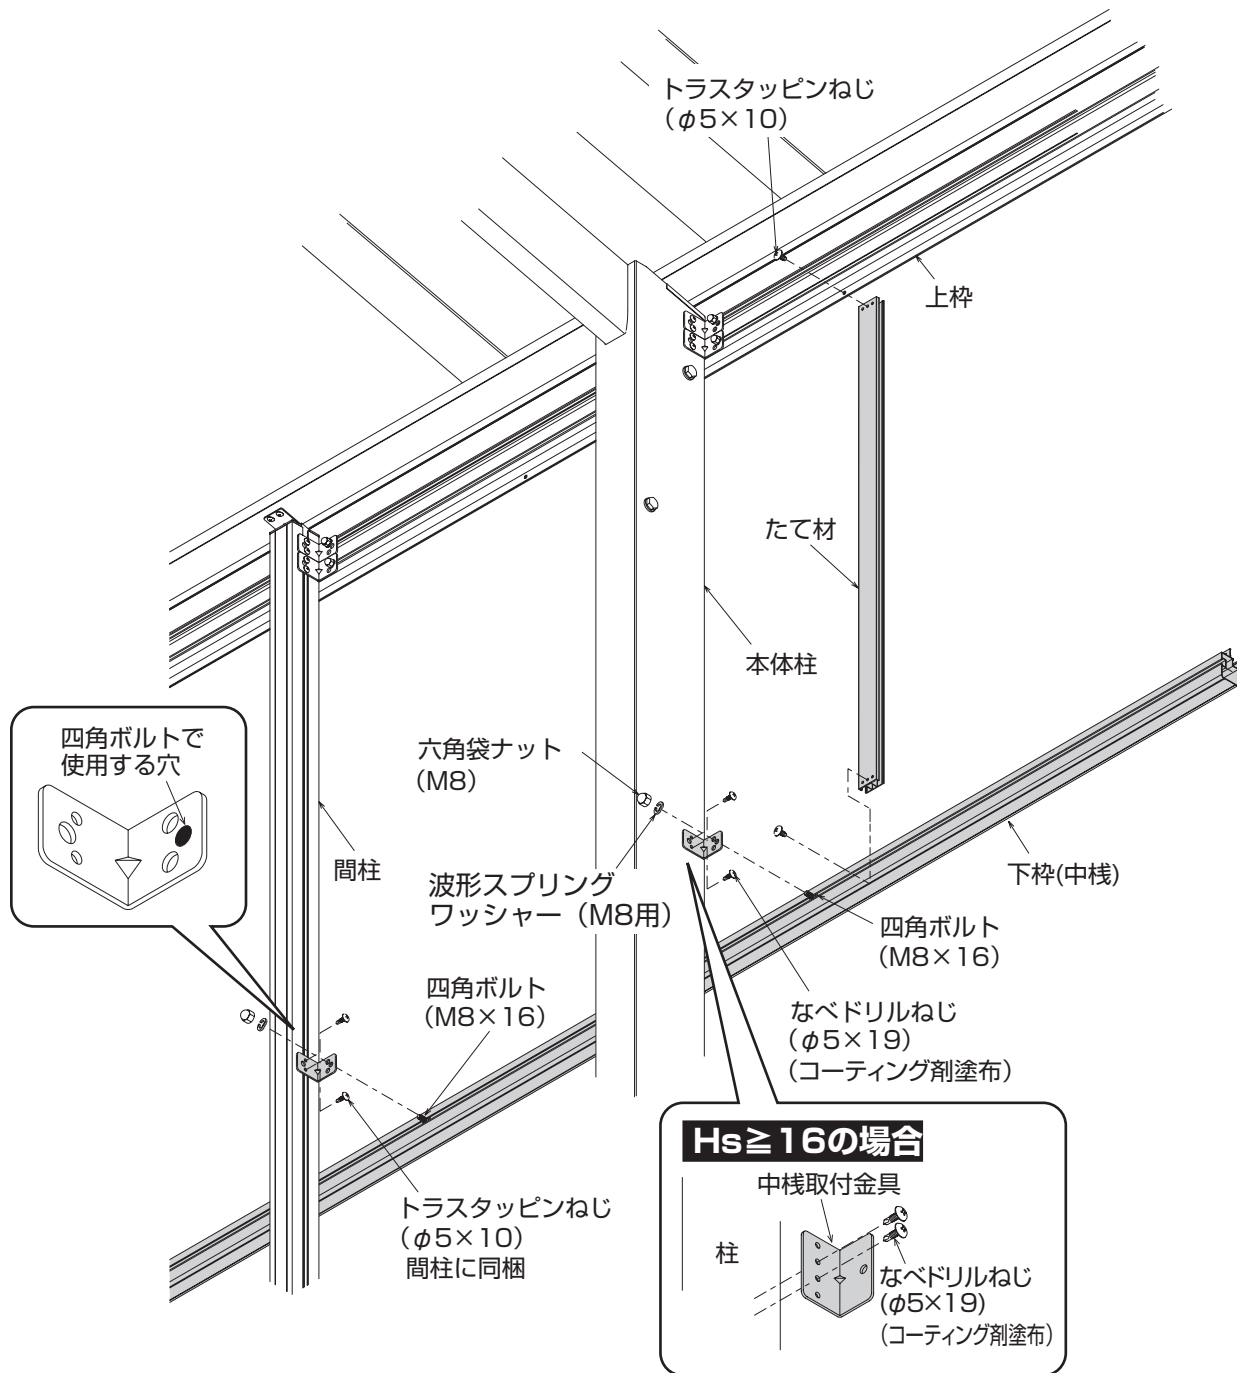 トラスタッピンねじ
（φ5×10）
上枠
たて材
本体柱
四角ボルトで
使用する穴
六角袋ナット
（M8）
間柱
波形スプリング
ワッシャー（M8用）
下枠(中桟)
四角ボルト
（M8×16）
四角ボルト
（M8×16）
なべドリルねじ
（φ5×19）
（コーティング剤塗布）
Hs≧16の場合
中桟取付金具
柱
なべドリルねじ
(φ5×19)
（コーティング剤塗布）
トラスタッピンねじ
（φ5×10）
間柱に同梱